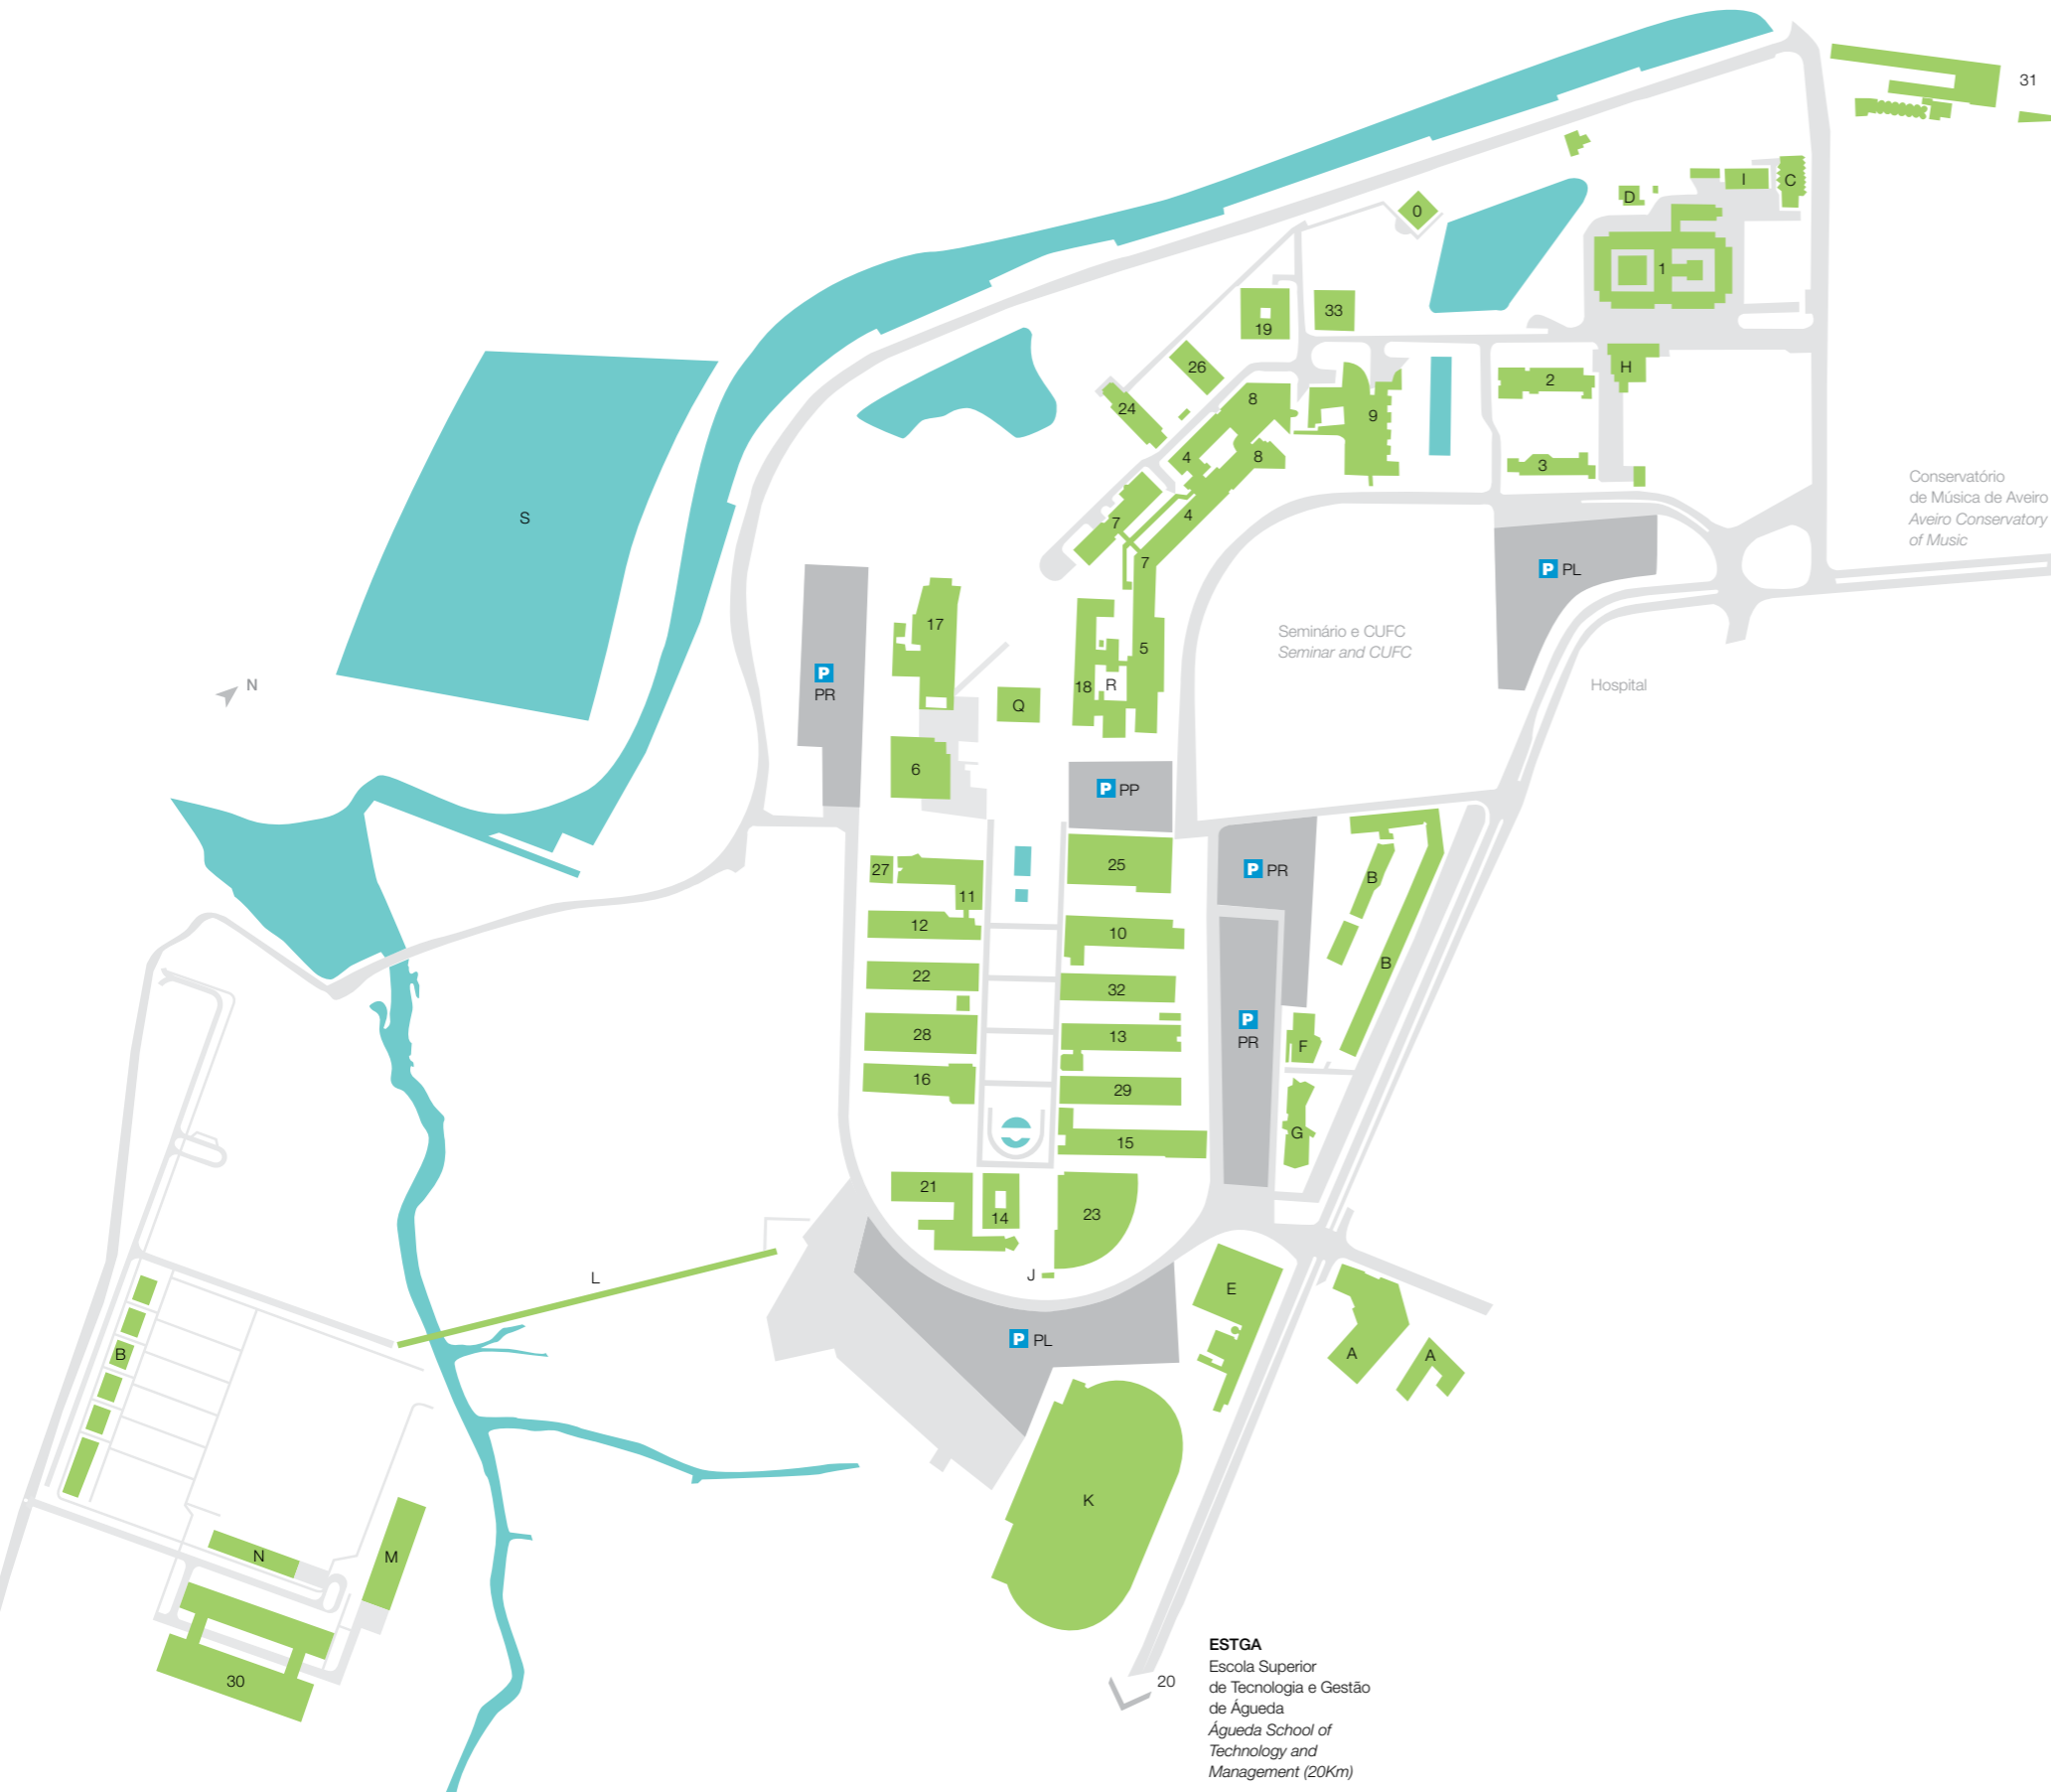 31
I
C
D
0
1
33
19
H
26
2
8
24
9
4
8
3
Conservatório
de Música de Aveiro
Aveiro Conservatory
of Music
S
7
4
7
P PL
17
Seminário e CUFC
Seminar and CUFC
5
N
P
PR
18
R
Hospital
Q
6
P PP
25
27
P PR
B
11
12
10
B
22
32
P
PR
28
13
F
16
29
15
G
21
14
23
L
J
E
P PL
B
A
A
K
N
M
30
20
ESTGA
Escola Superior
de Tecnologia e Gestão
de Águeda
Águeda School of
Technology and
Management (20Km)